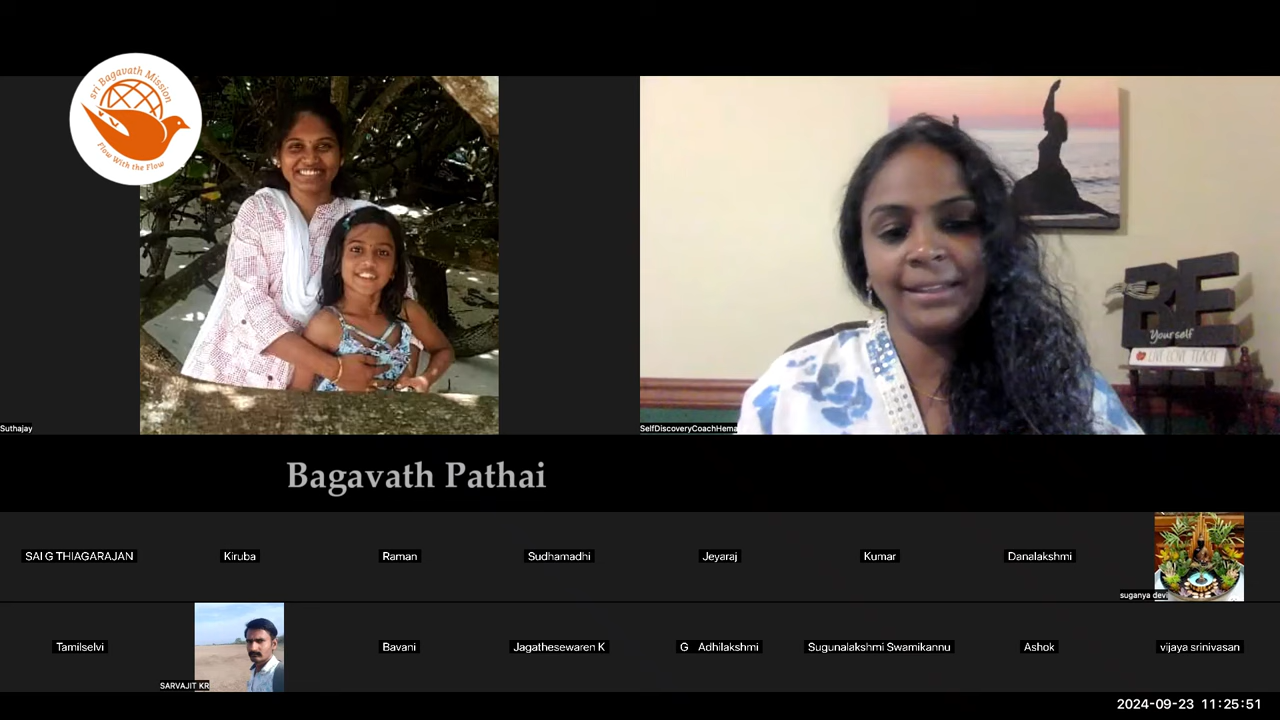 sri Bagavath Mission
Flow With the Flow
BE
Yourself
LIVE LOVE TEACH
Suthajay
SelfDiscoveryCoachHema
Bagavath Pathai
SAI G THIAGARAJAN
Kiruba
Raman
Sudhamadhi
Jeyaraj
Kumar
Danalakshmi
suganya devi
Tamilselvi
SARVAJIT KR
Bavani
Jagathesewaren K
G Adhilakshmi
Sugunalakshmi Swamikannu
Ashok
vijaya srinivasan
2024-09-23 11:25:51